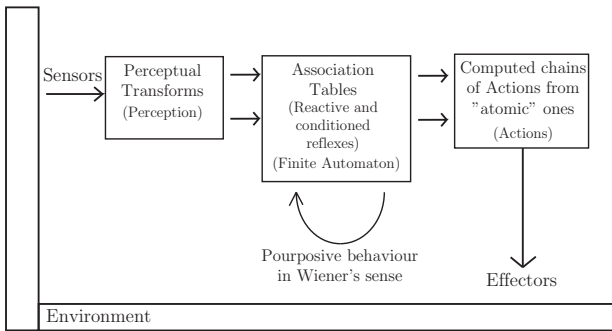 Sensors
Perceptual
Transforms
(Perception)
Association
Tables
(Reactive and
conditioned
reflexes)
(Finite Automaton)
Computed chains
of Actions from
"atomic" ones
(Actions)
Pourposive behaviour
in Wiener's sense
Effectors
Environment